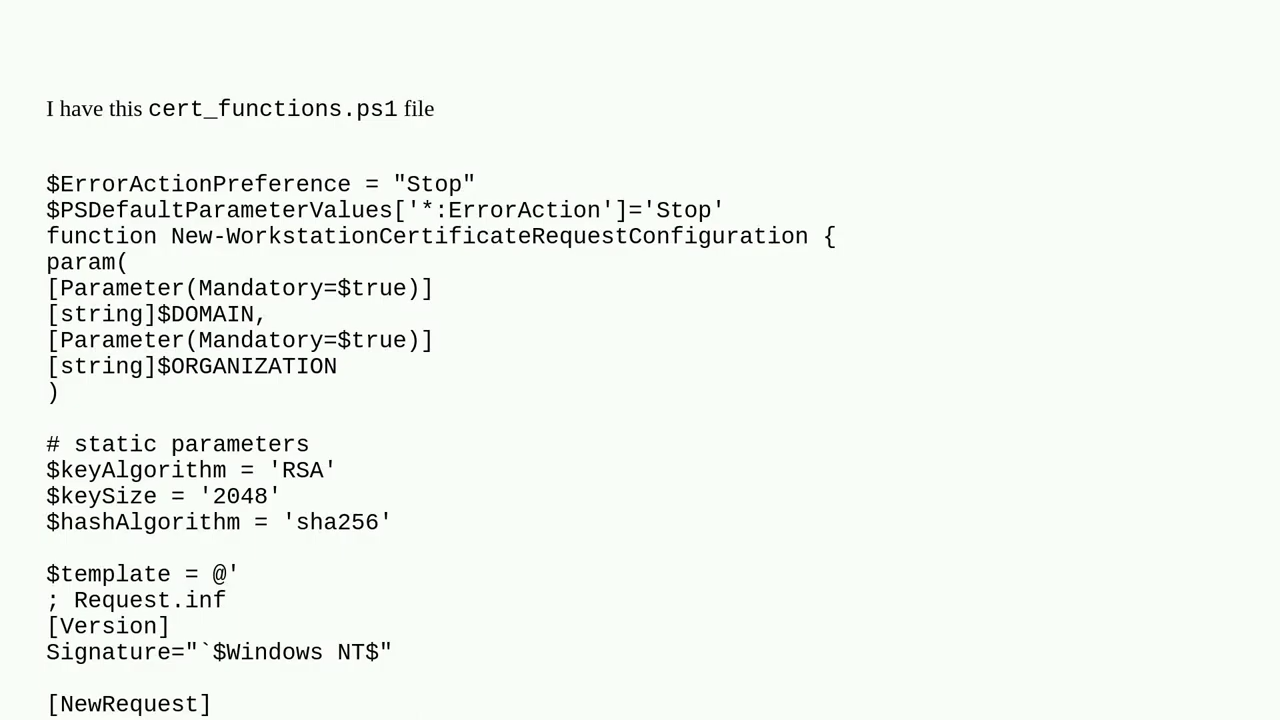 I have this cert_functions.ps1 file
$ErrorActionPreference = "Stop"
$PSDefaultParameterValues['*:ErrorAction']='Stop'
function New-WorkstationCertificateRequestConfiguration {
param(
[Parameter(Mandatory=$true)]
[string]$DOMAIN,
[Parameter(Mandatory=$true)]
[string]$ORGANIZATION
)
# static parameters
$keyAlgorithm = 'RSA'
$keySize = '2048'
$hashAlgorithm = 'sha256'
$template = @'
; Request.inf
[Version]
Signature="`$Windows NT$"
[NewRequest]